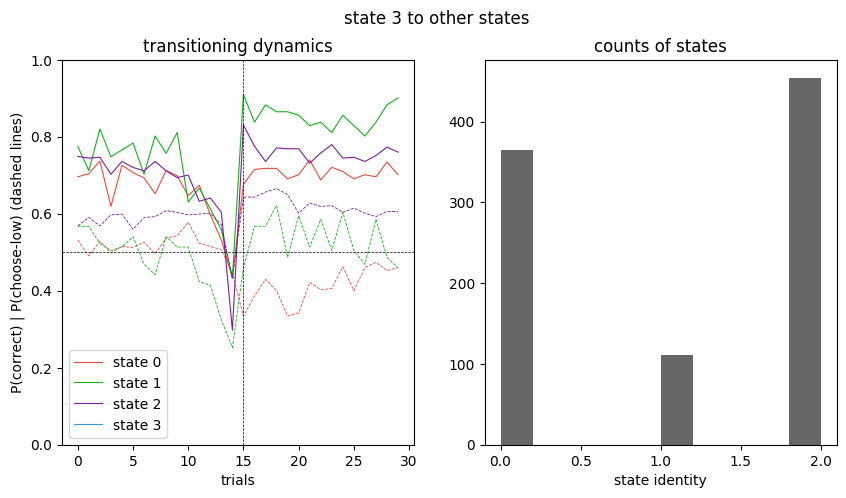 state 3 to other states
transitioning dynamics
counts of states
P(correct) | P(choose-low) (dashed lines)
1.0
0.8
0.6
0.4
0.2
0.0
state 0
state 1
state 2
state 3
0 5 10 15 20 25 30
trials
400
300
200
100
0
0.0 0.5 1.0 1.5 2.0
state identity